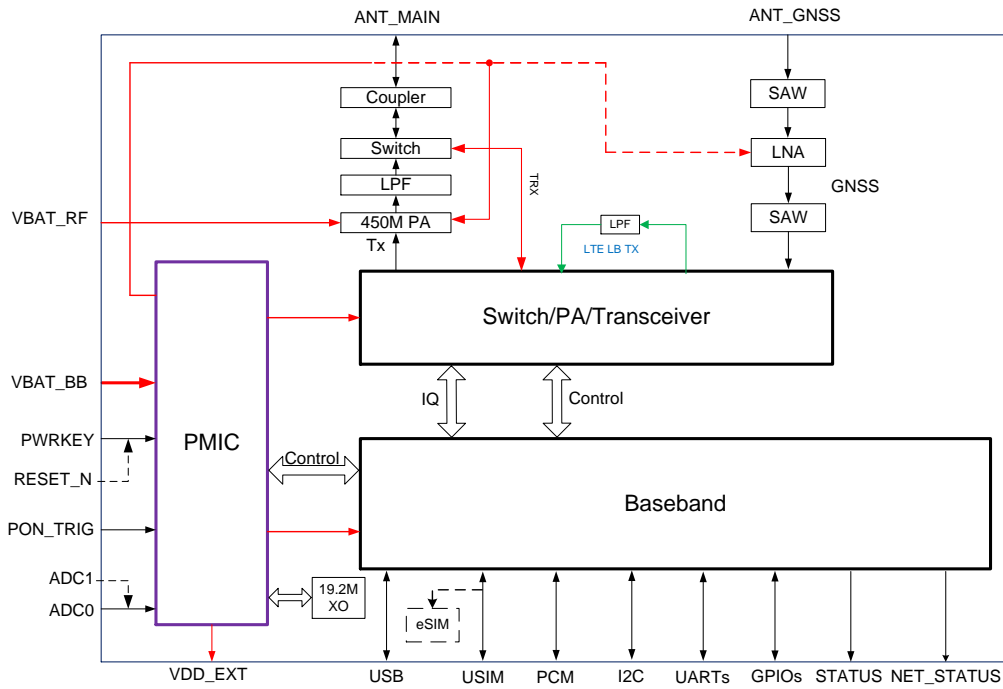 ANT_MAIN
ANT_GNSS
Coupler
SAW
Switch
LNA
LPF
TRX
GNSS
VBAT_RF
450M PA
SAW
LPF
Tx
LTE LB TX
Switch/PA/Transceiver
VBAT_BB
IQ
Control
PWRKEY
PMIC
RESET_N
Control
Baseband
PON_TRIG
ADC1
19.2M
XO
ADC0
eSIM
VDD_EXT
USB
USIM
PCM
I2C
UARTs
GPIOs
STATUS
NET_STATUS